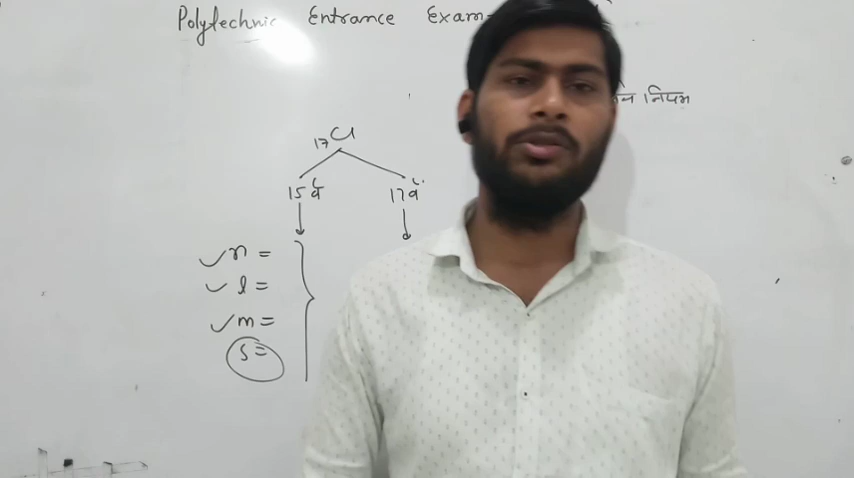 Polytechnic Entrance Exam
नियम
17Cl
15वें 17वें
n =
l =
m =
s =